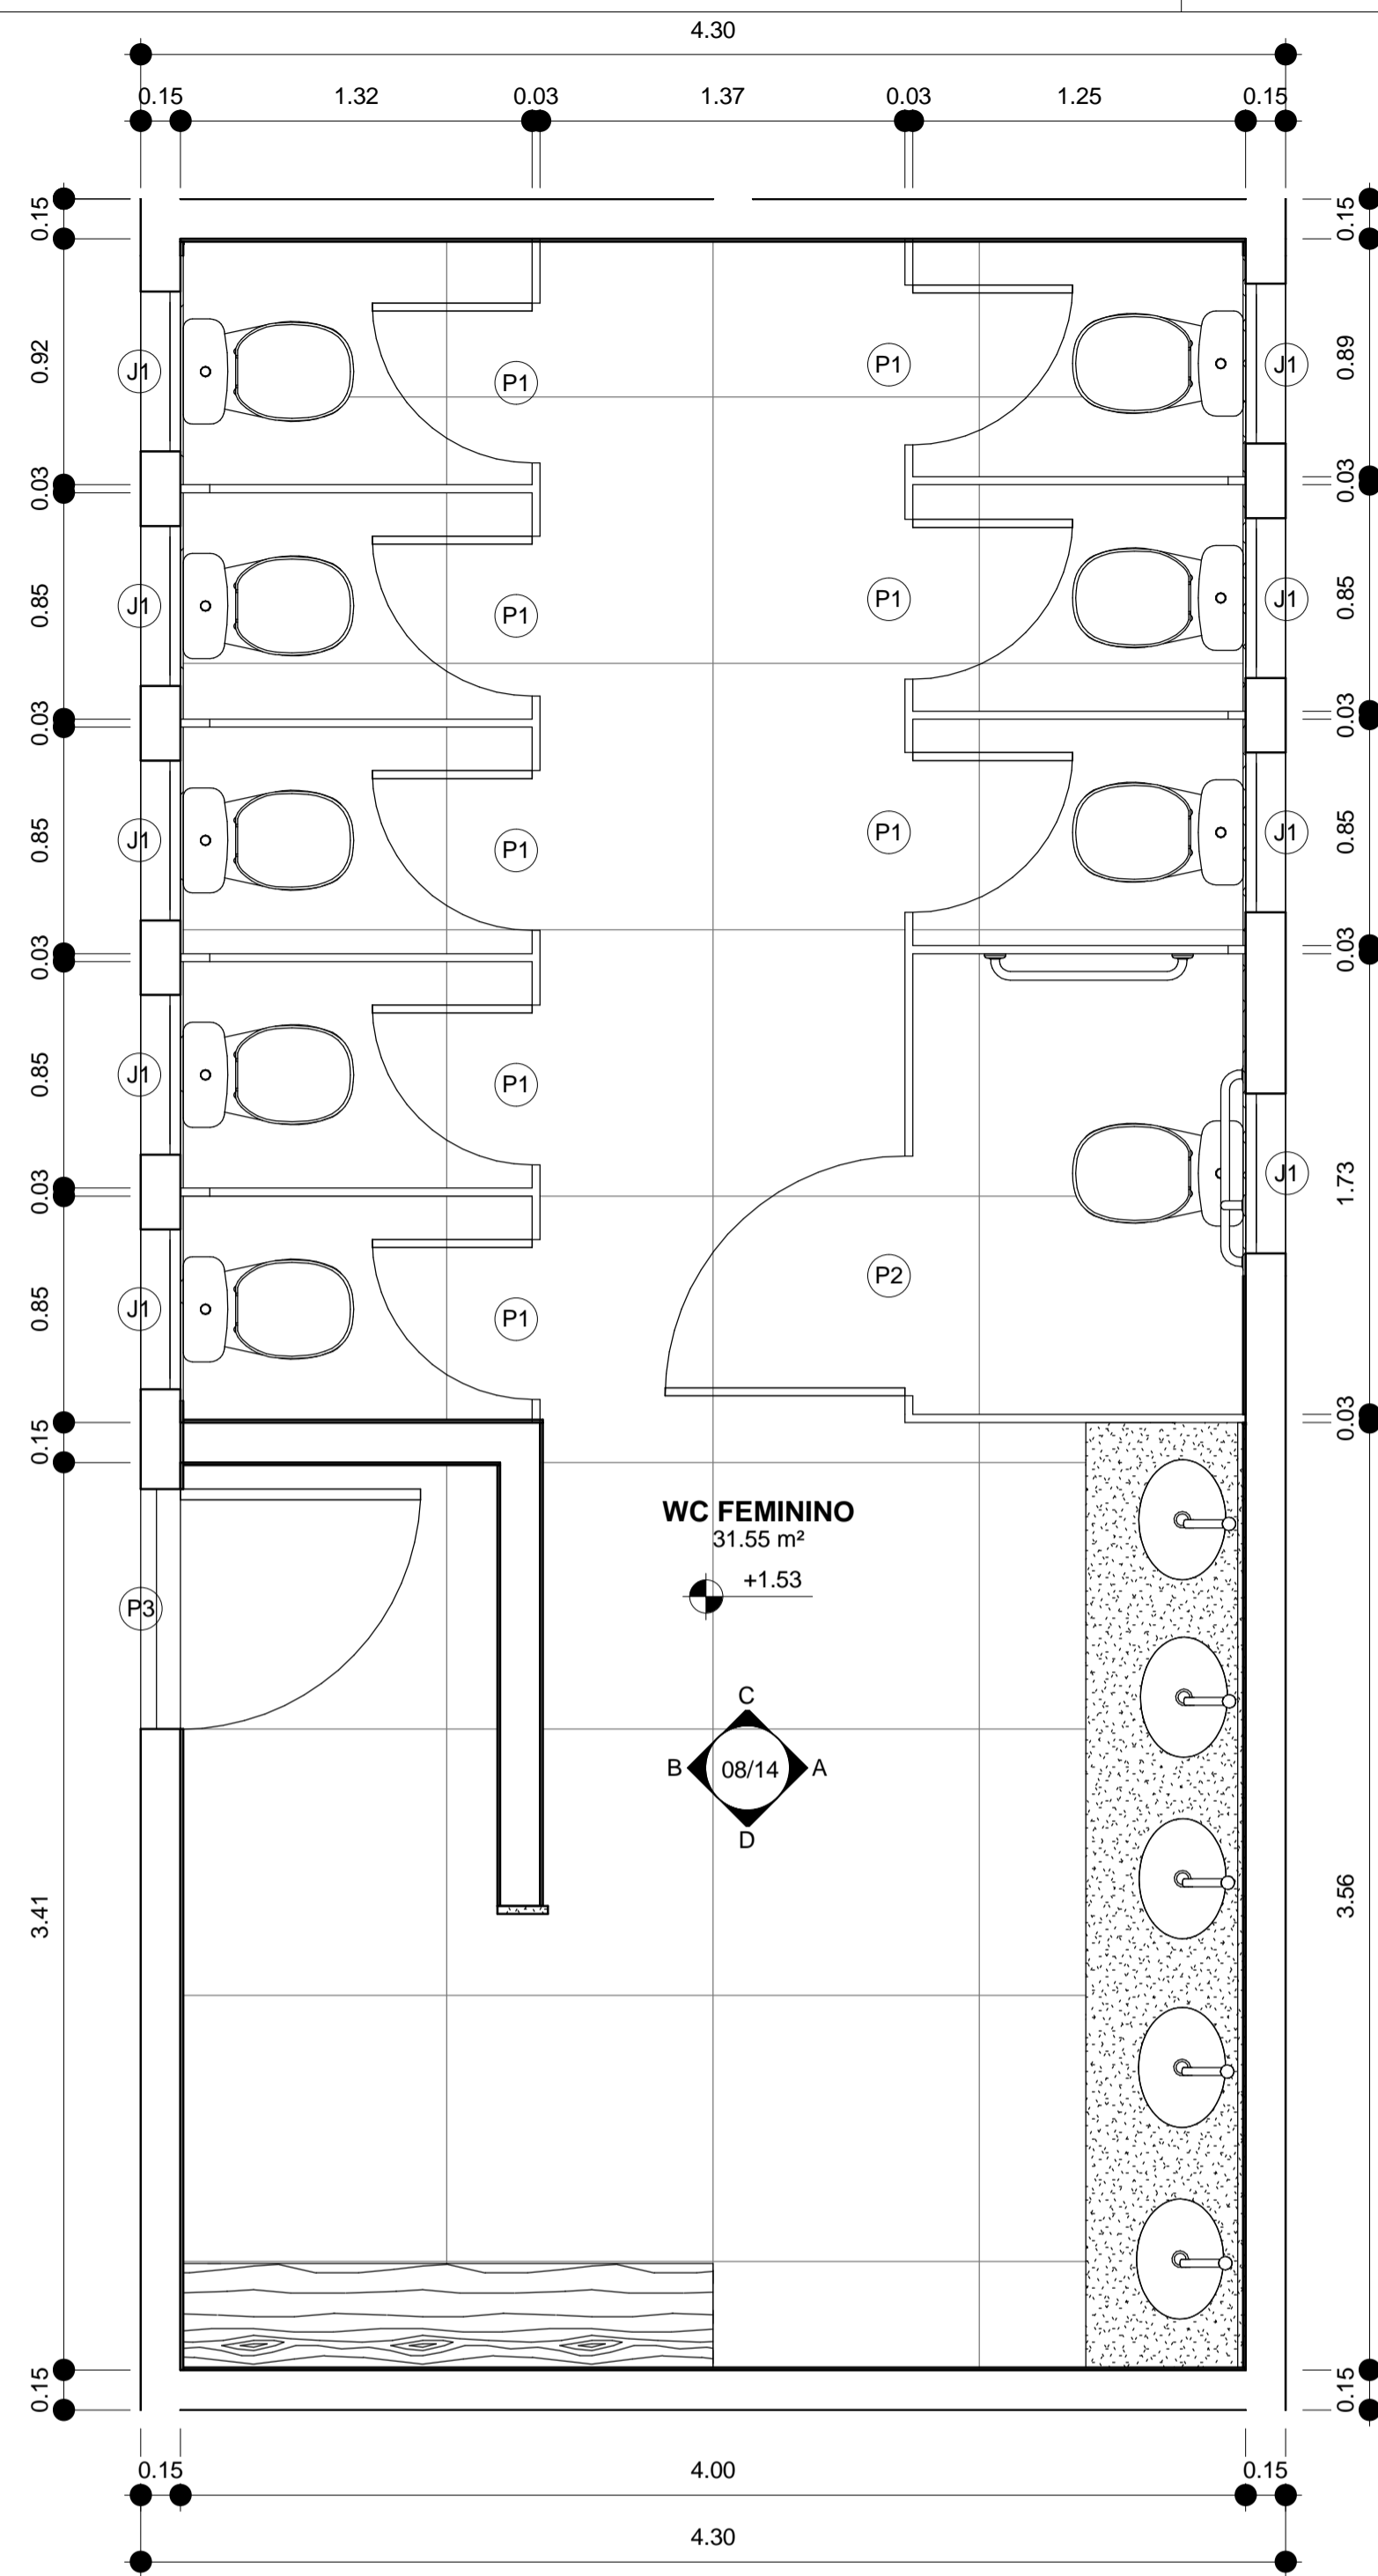 4.30
0.15 1.32 0.03 1.37 0.03 1.25 0.15
0.15 0.15
0.92 J1 P1 P1 J1 0.89
0.03 0.03
0.85 J1 P1 P1 J1 0.85
0.03 0.03
0.85 J1 P1 P1 J1 0.85
0.03 0.03
0.85 J1 P1 J1 1.73
0.03 P2
0.85 J1 P1
0.15 0.03
WC FEMININO
31.55 m²
+1.53
P3
C
B 08/14 A
D
3.41 3.56
0.15 0.15
0.15 4.00 0.15
4.30